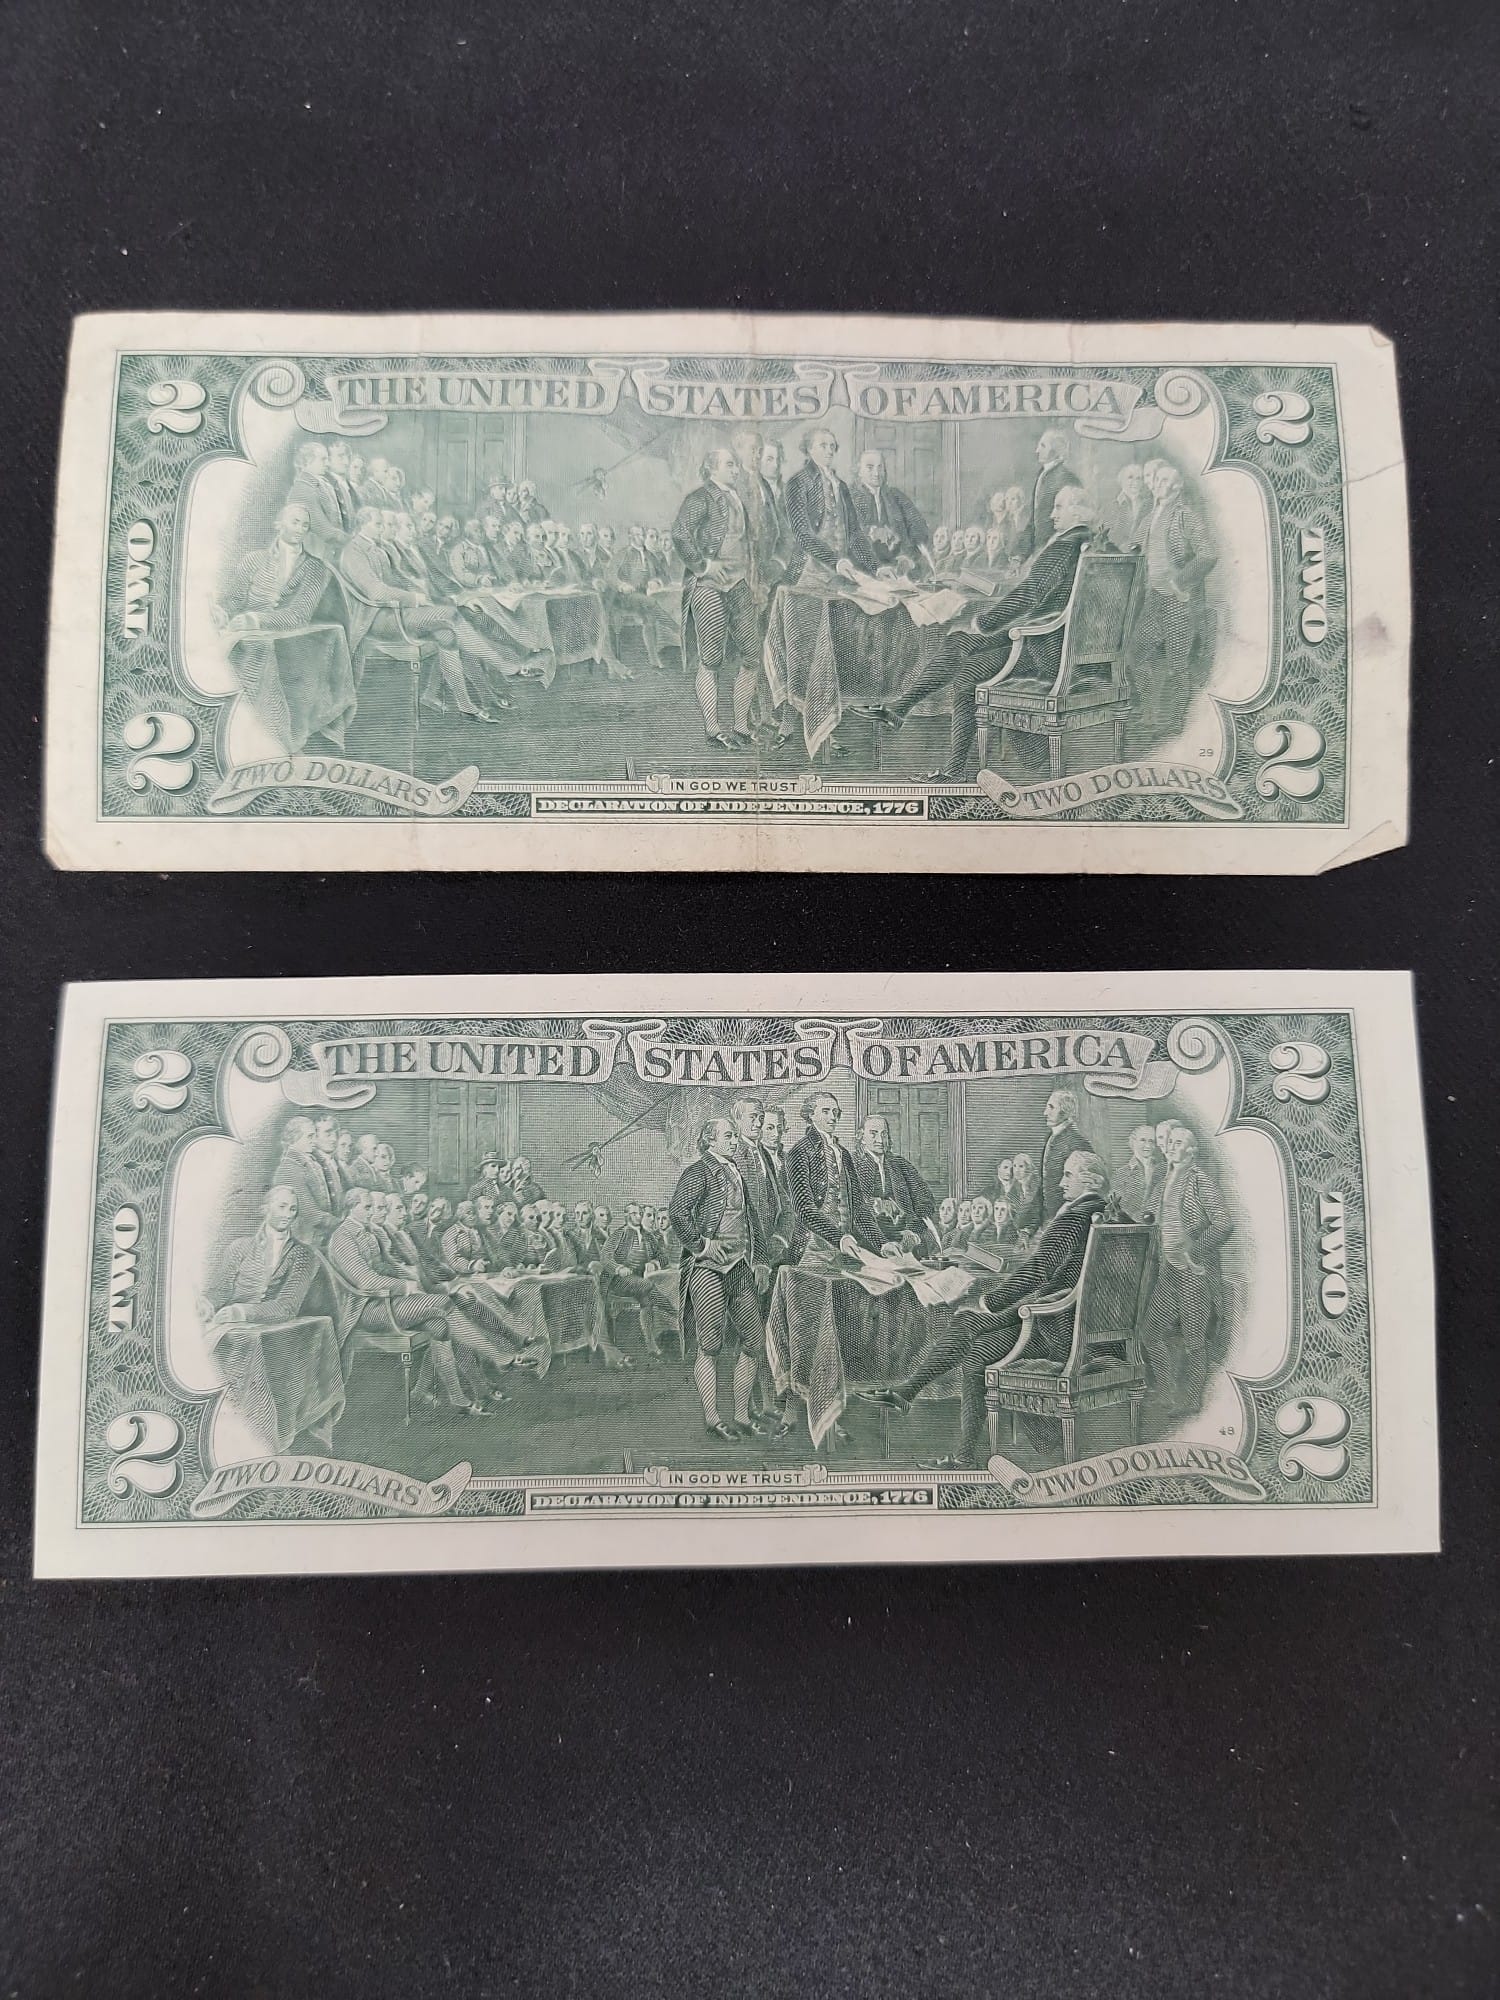 2 THE UNITED STATES OF AMERICA 2
TWO TWO
29
2 TWO DOLLARS IN GOD WE TRUST TWO DOLLARS 2
DECLARATION OF INDEPENDENCE, 1776
2 THE UNITED STATES OF AMERICA 2
TWO TWO
48
2 TWO DOLLARS IN GOD WE TRUST TWO DOLLARS 2
DECLARATION OF INDEPENDENCE, 1776